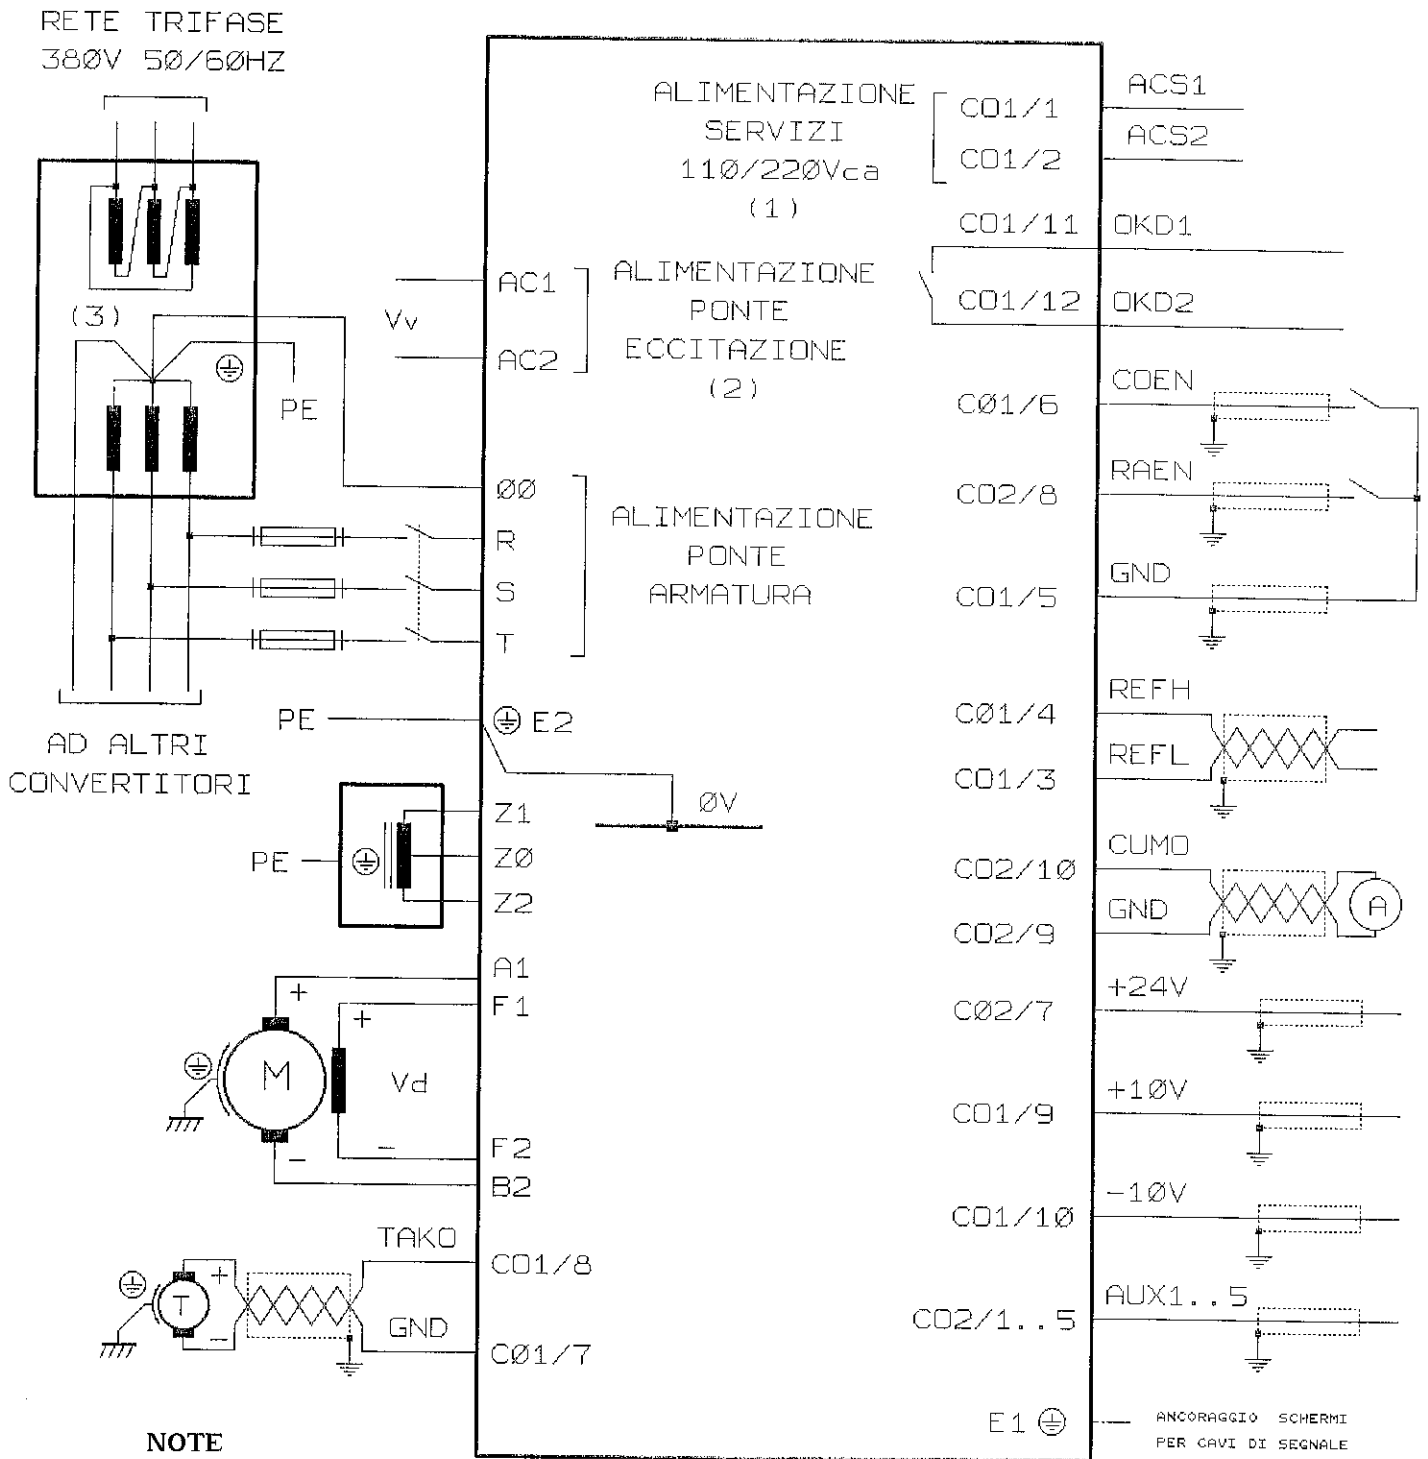 RETE TRIFASE
380V 50/60HZ
(3)
PE
AD ALTRI
CONVERTITORI
Vv
AC1
AC2
ALIMENTAZIONE
PONTE
ECCITAZIONE
(2)
ALIMENTAZIONE
SERVIZI
110/220Vca
(1)
00
R
S
T
ALIMENTAZIONE
PONTE
ARMATURA
PE
E2
0V
PE
Z1
Z0
Z2
A1
+
F1
+
M
Vd
-
F2
-
B2
TAKO
CO1/8
+
T
-
GND
CØ1/7
CO1/1
ACS1
CO1/2
ACS2
CO1/11
OKD1
CO1/12
OKD2
CØ1/6
COEN
CO2/8
RAEN
CO1/5
GND
CØ1/4
REFH
CO1/3
REFL
CO2/10
CUMO
CO2/9
GND
A
CØ2/7
+24V
CO1/9
+10V
CO1/10
-10V
CO2/1..5
AUX1..5
E1
ANCORAGGIO SCHERMI
PER CAVI DI SEGNALE
NOTE